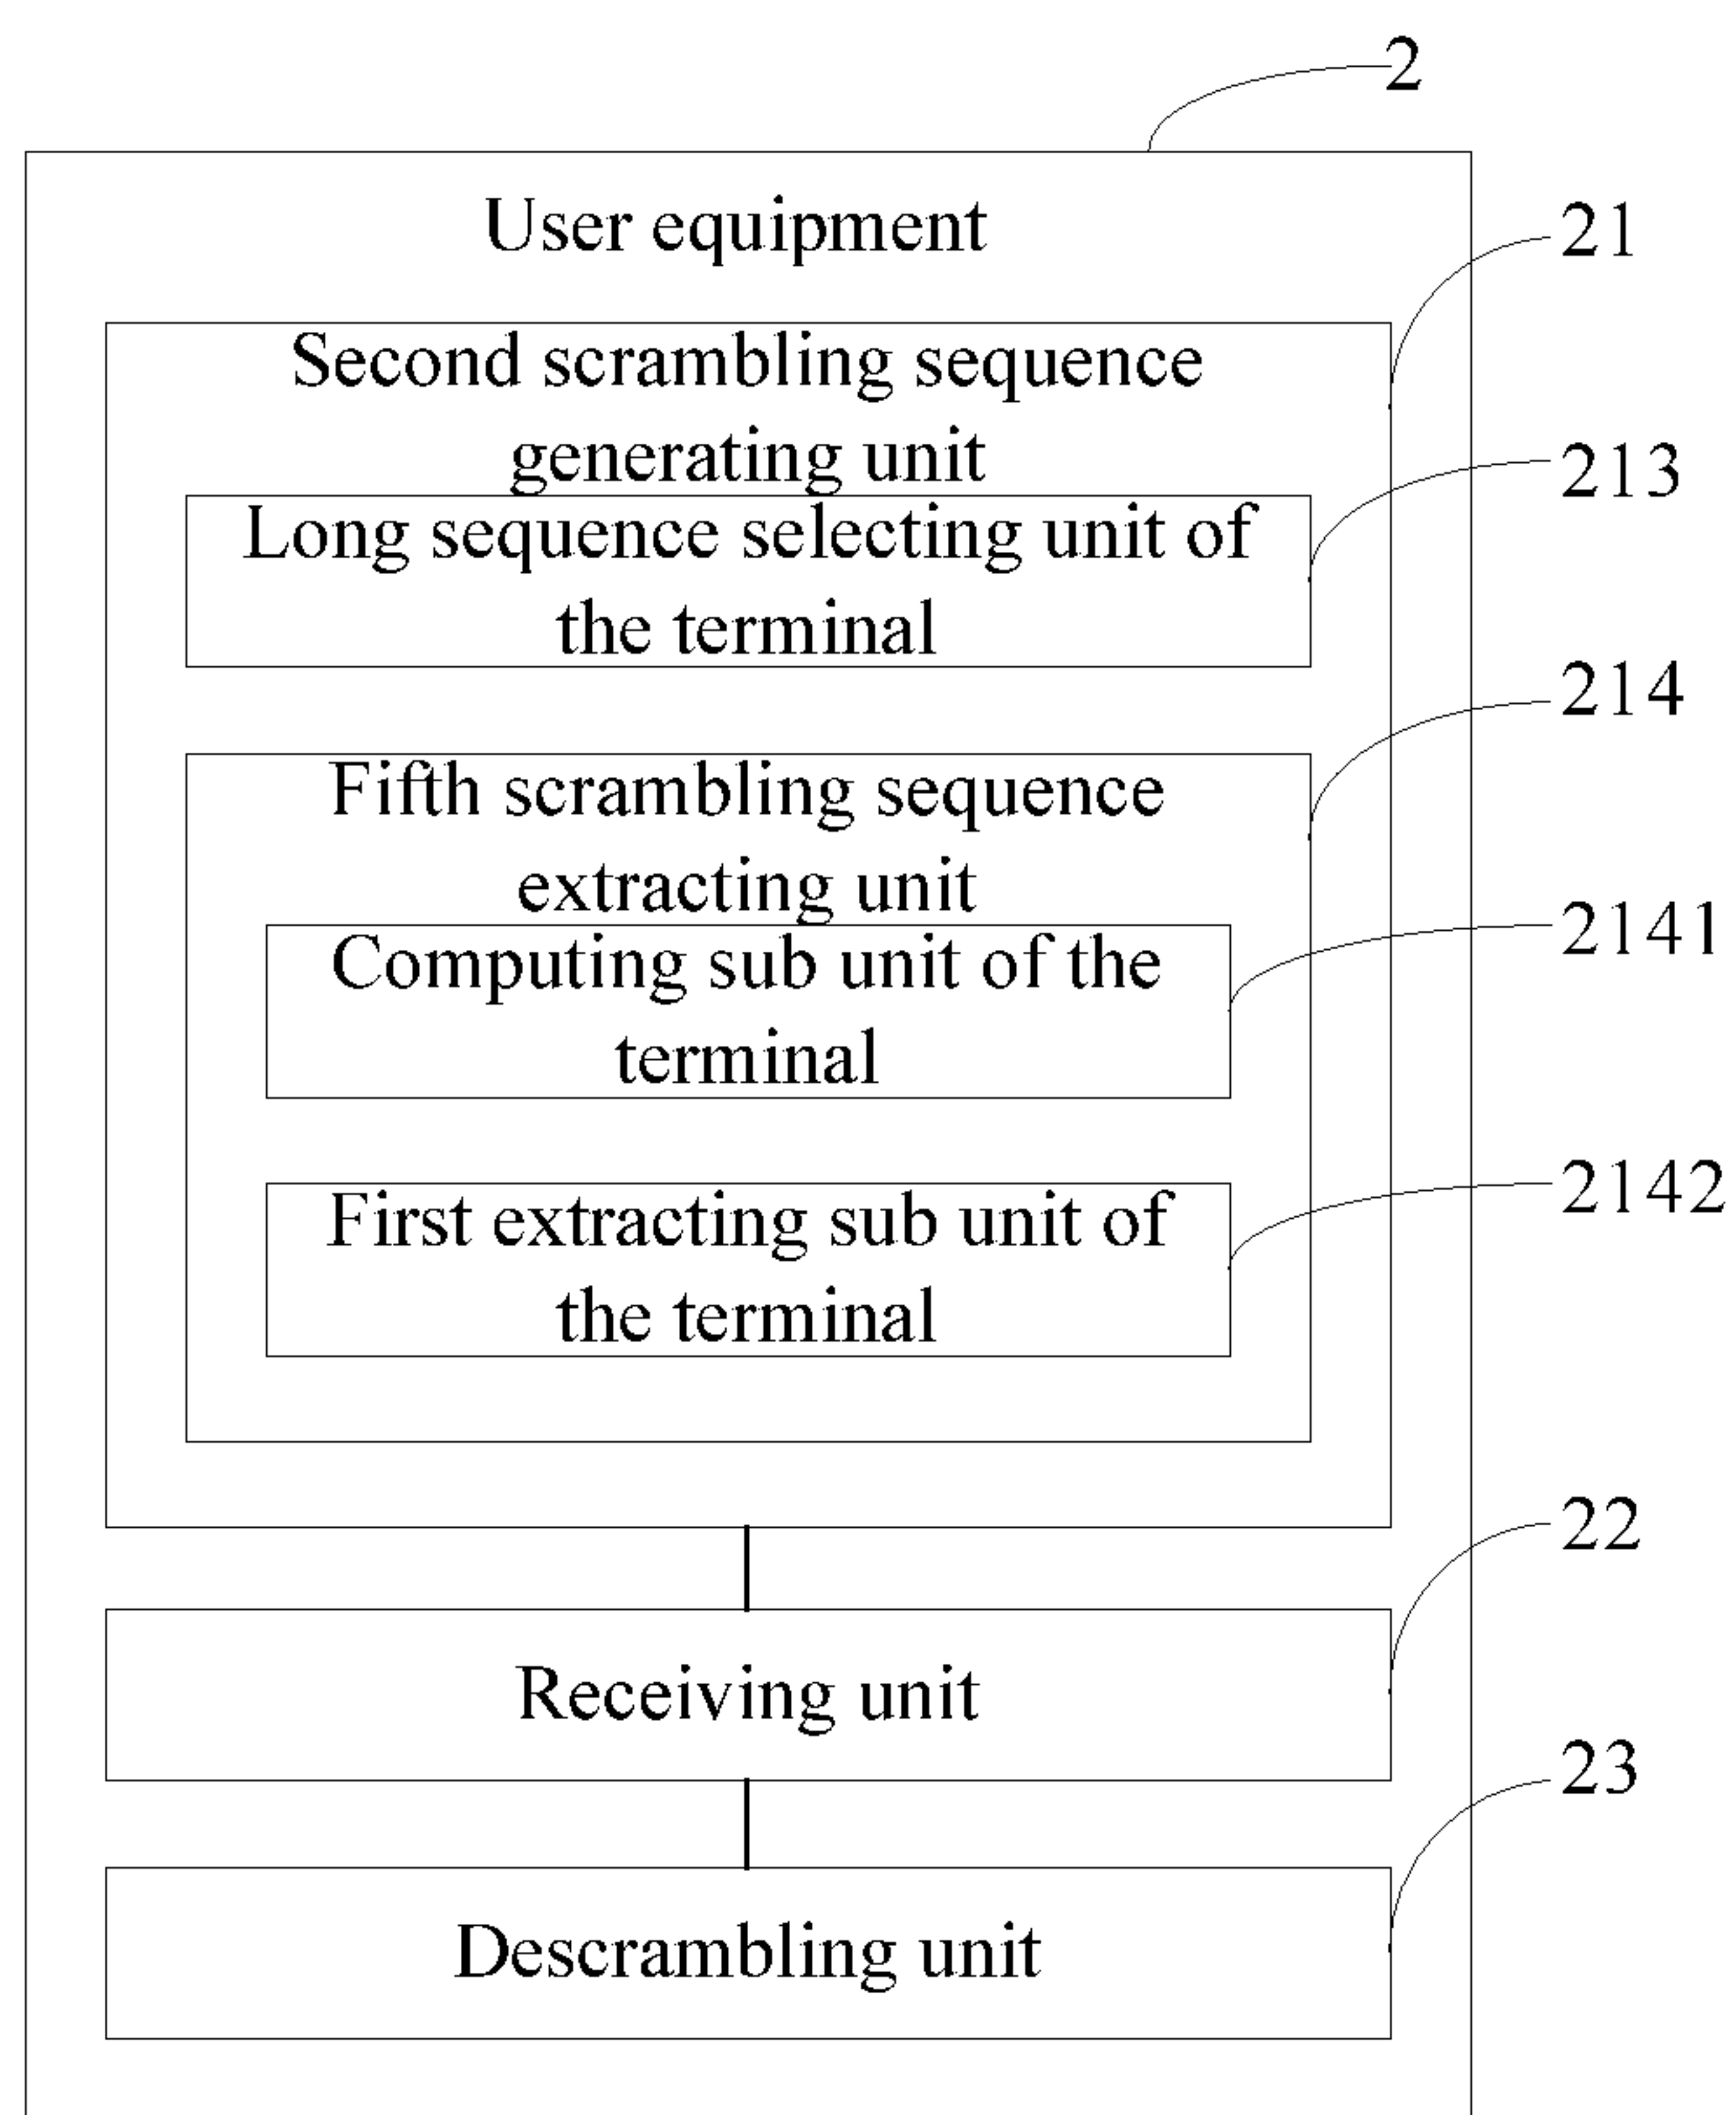 2
User equipment
21
Second scrambling sequence
generating unit
213
Long sequence selecting unit of
the terminal
214
Fifth scrambling sequence
extracting unit
2141
Computing sub unit of the
terminal
2142
First extracting sub unit of
the terminal
22
Receiving unit
23
Descrambling unit